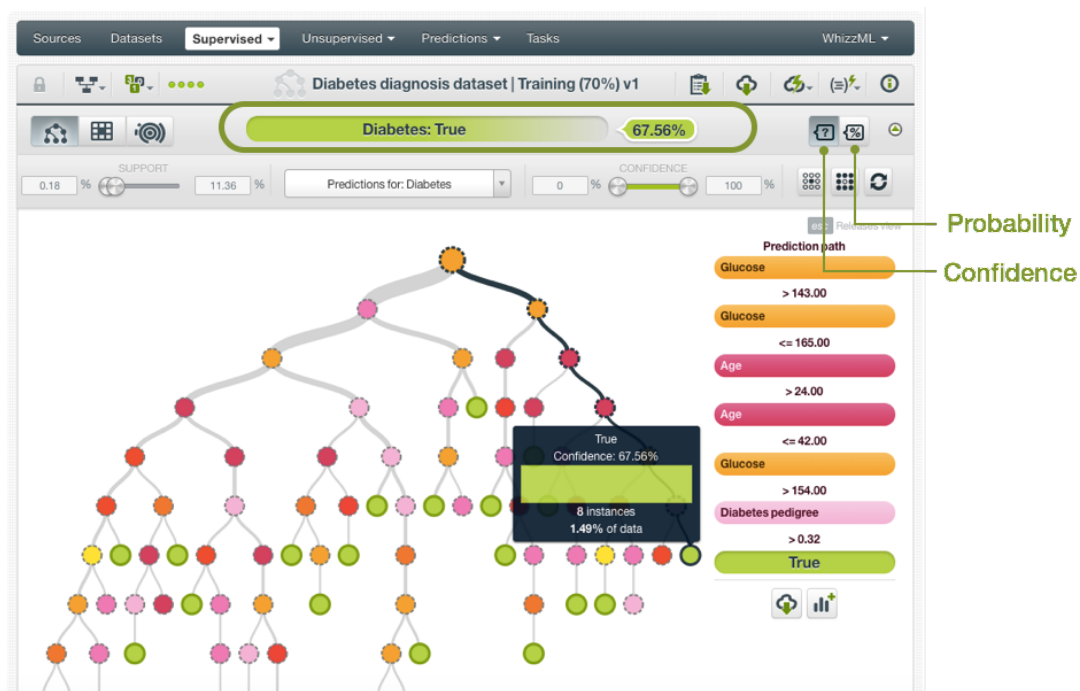 Sources Datasets Supervised Unsupervised Predictions Tasks WhizzML
Diabetes diagnosis dataset | Training (70%) v1
Diabetes: True 67.56%
SUPPORT CONFIDENCE
0.18 % 11.36 % Predictions for: Diabetes 0 % 100 %
esc Releases view
Probability
Prediction path
Glucose
Confidence
> 143.00
Glucose
<= 165.00
Age
> 24.00
Age
<= 42.00
Glucose
> 154.00
Diabetes pedigree
> 0.32
True
True
Confidence: 67.56%
8 instances
1.49% of data